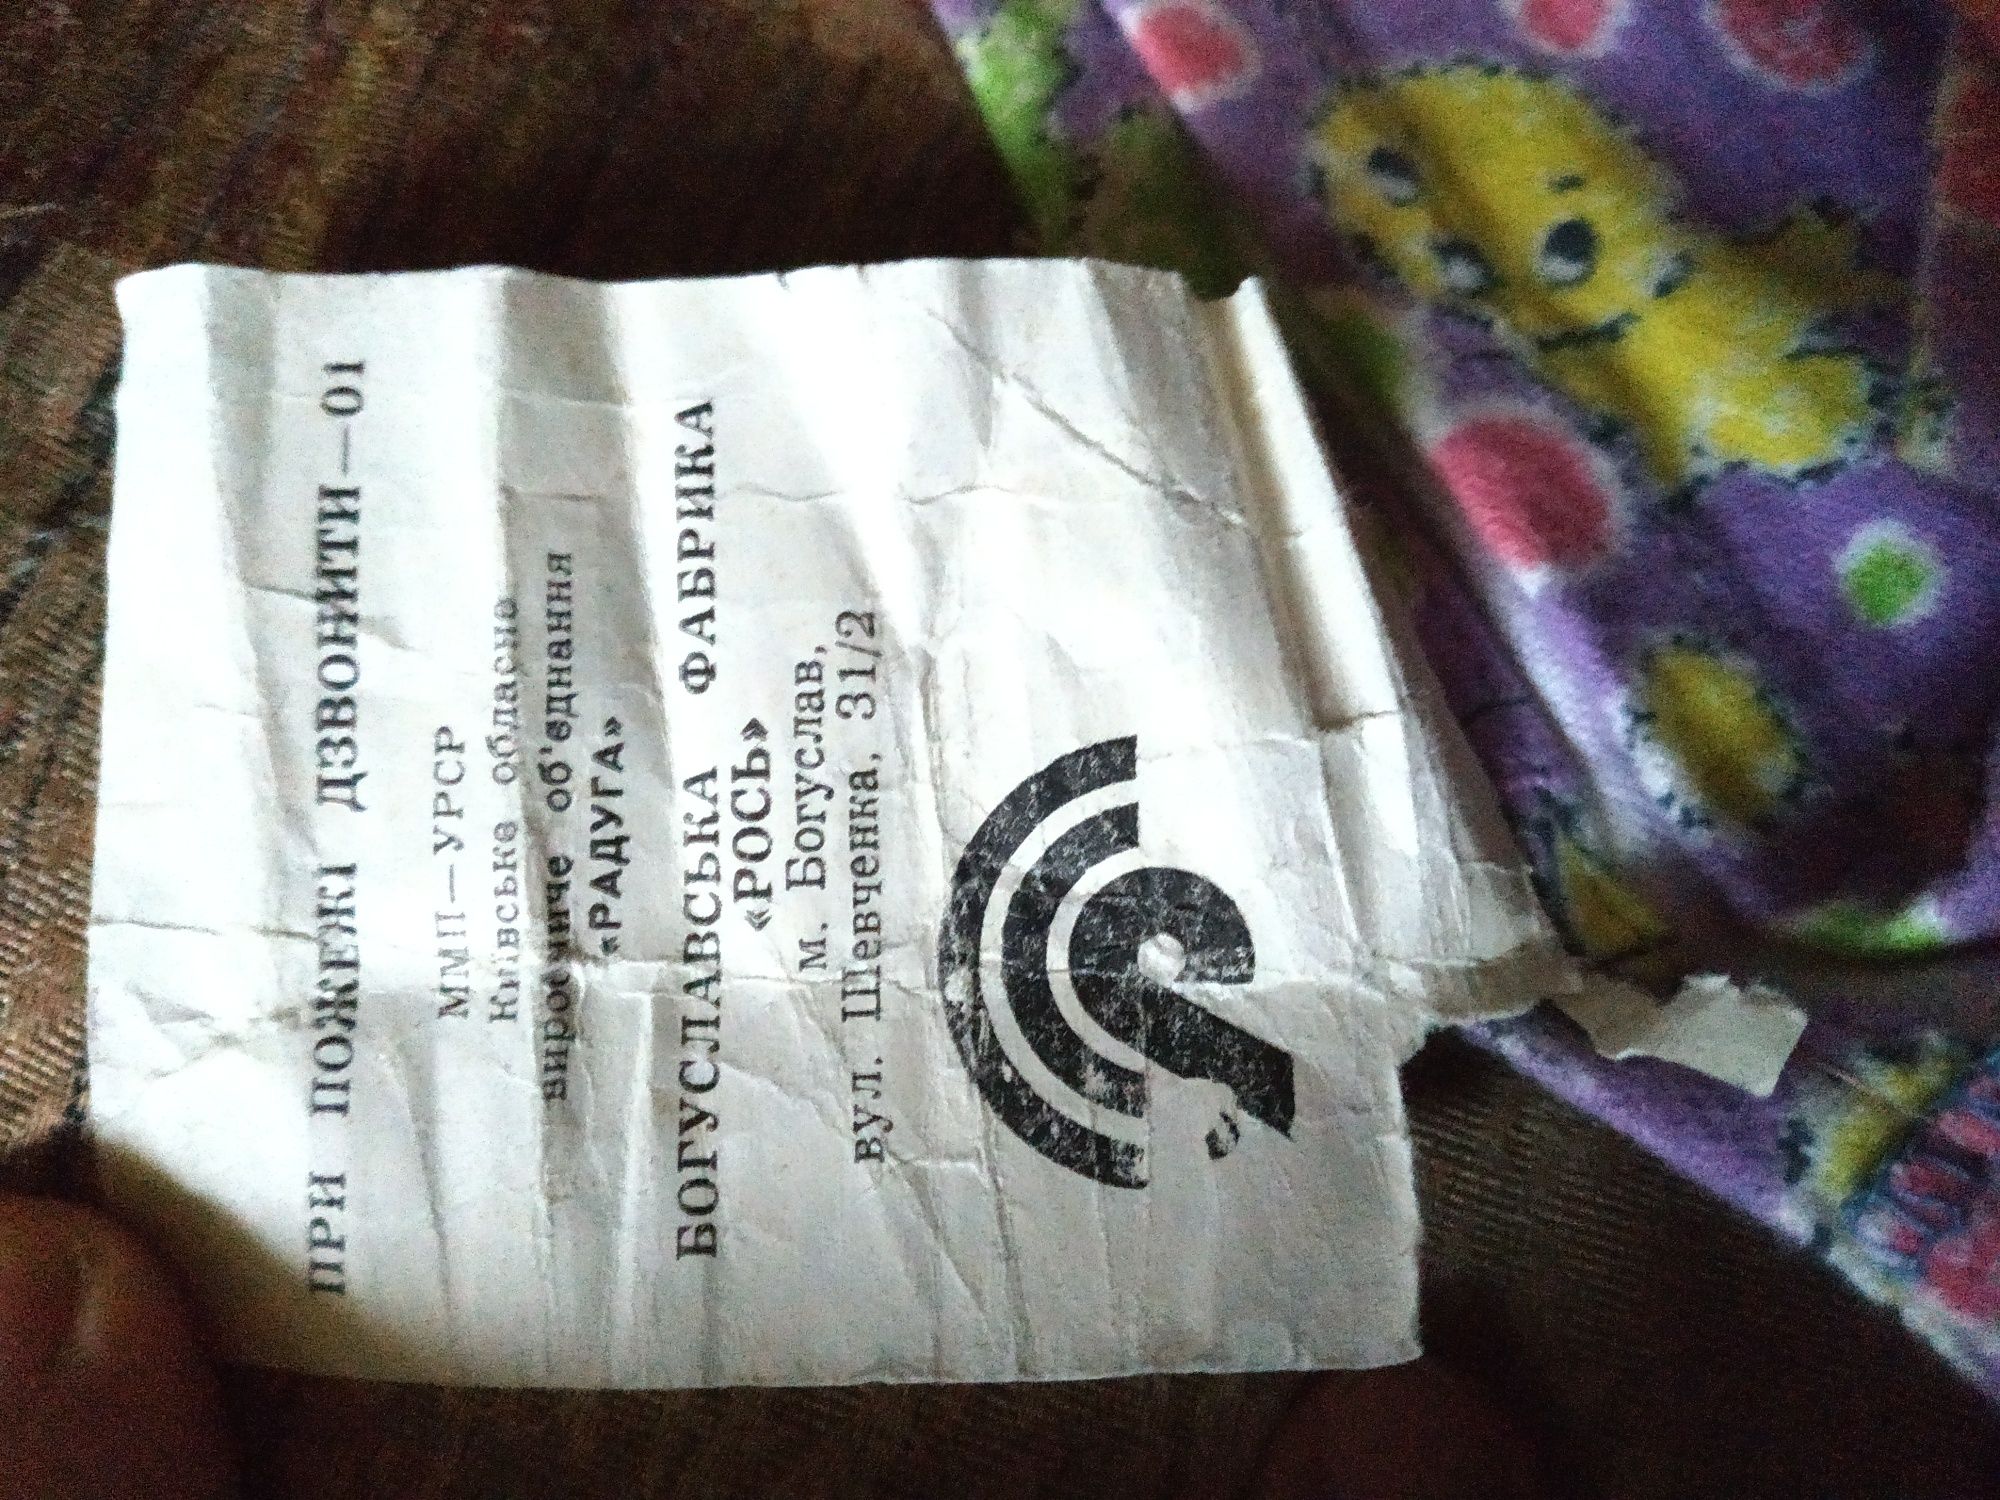 ПРИ ПОЖЕЖІ ДЗВОНИТИ—01
ММП—УРСР
Київське обласне
виробниче об'єднання
«РАДУГА»
БОГУСЛАВСЬКА ФАБРИКА
«РОСЬ»
м. Богуслав,
вул. Шевченка, 31/2